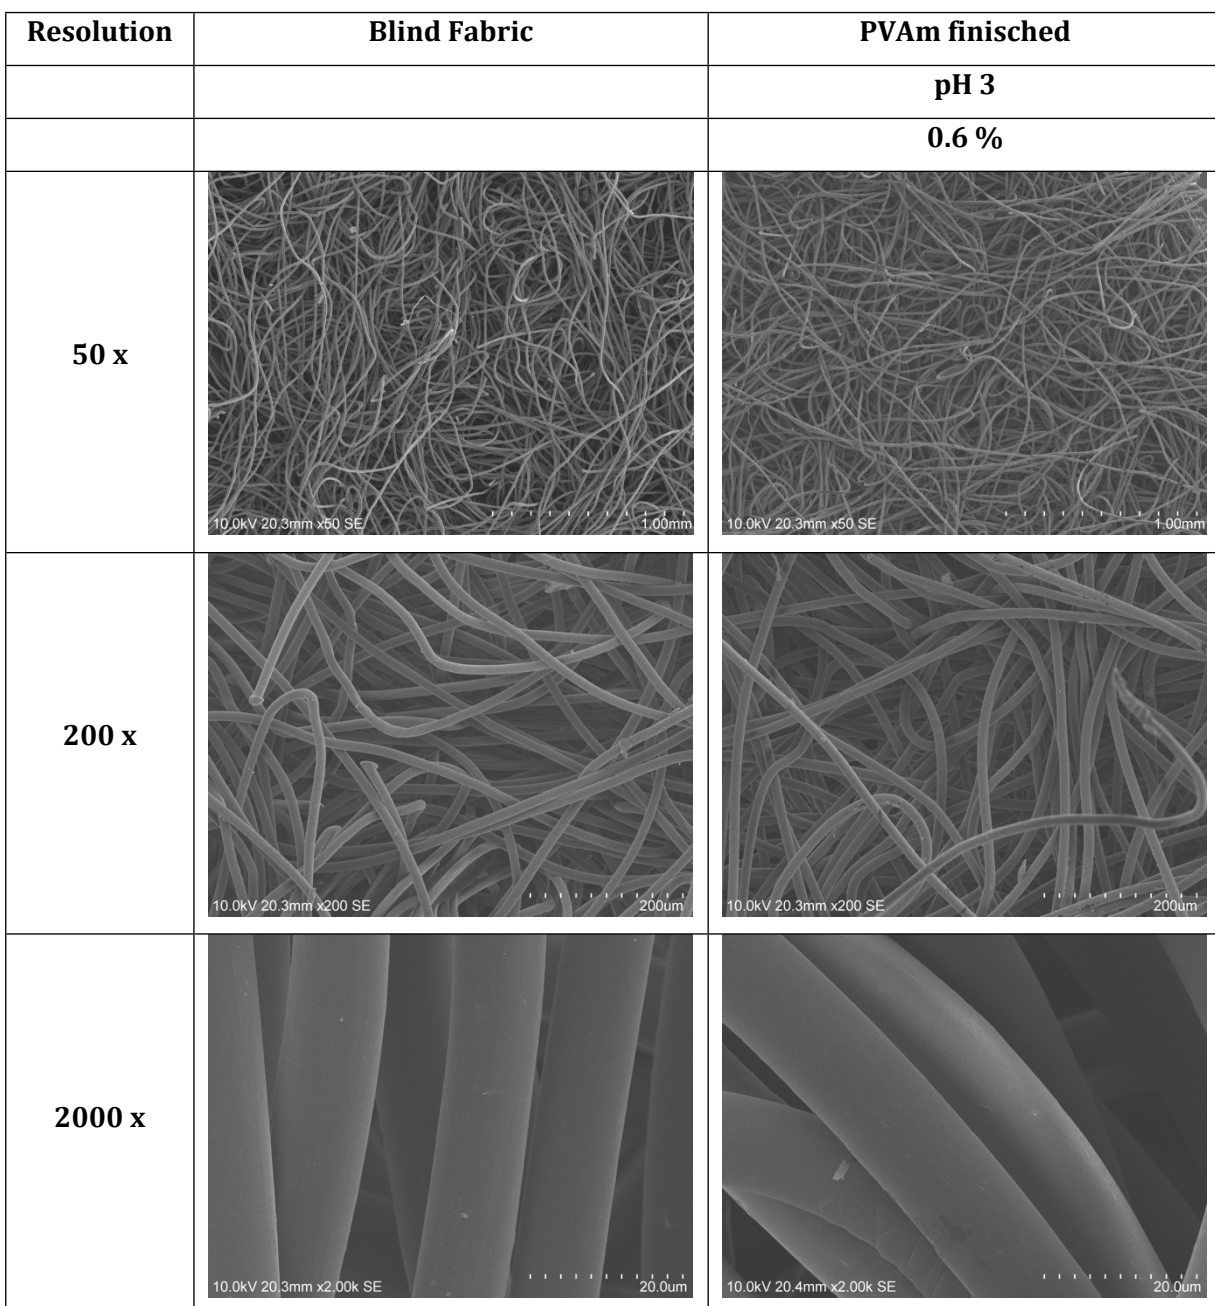 Resolution Blind Fabric PVAm finisched
pH 3
0.6 %
50 x
10.0kV 20.3mm x50 SE 1.00mm
10.0kV 20.3mm x50 SE 1.00mm
200 x
10.0kV 20.3mm x200 SE 200um
10.0kV 20.3mm x200 SE 200um
2000 x
10.0kV 20.3mm x2.00k SE 20.0um
10.0kV 20.4mm x2.00k SE 20.0um